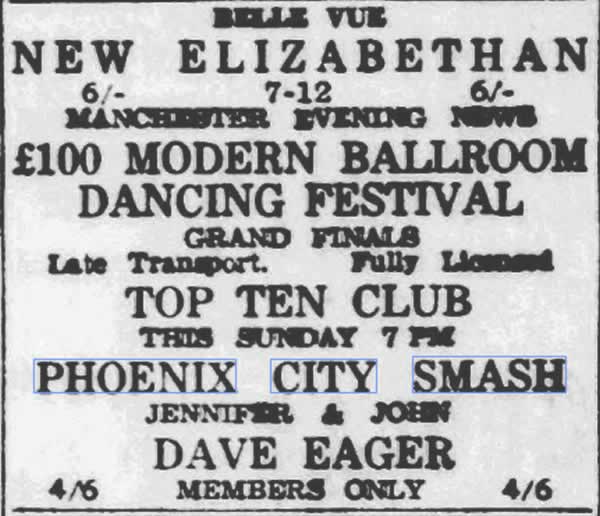 BELLE VUE
NEW ELIZABETHAN
6/- 7-12 6/-
MANCHESTER EVENING NEWS
£100 MODERN BALLROOM
DANCING FESTIVAL
GRAND FINALS
Late Transport. Fully Licensed
TOP TEN CLUB
THIS SUNDAY 7 PM
PHOENIX CITY SMASH
JENNIFER & JOHN
DAVE EAGER
4/6 MEMBERS ONLY 4/6